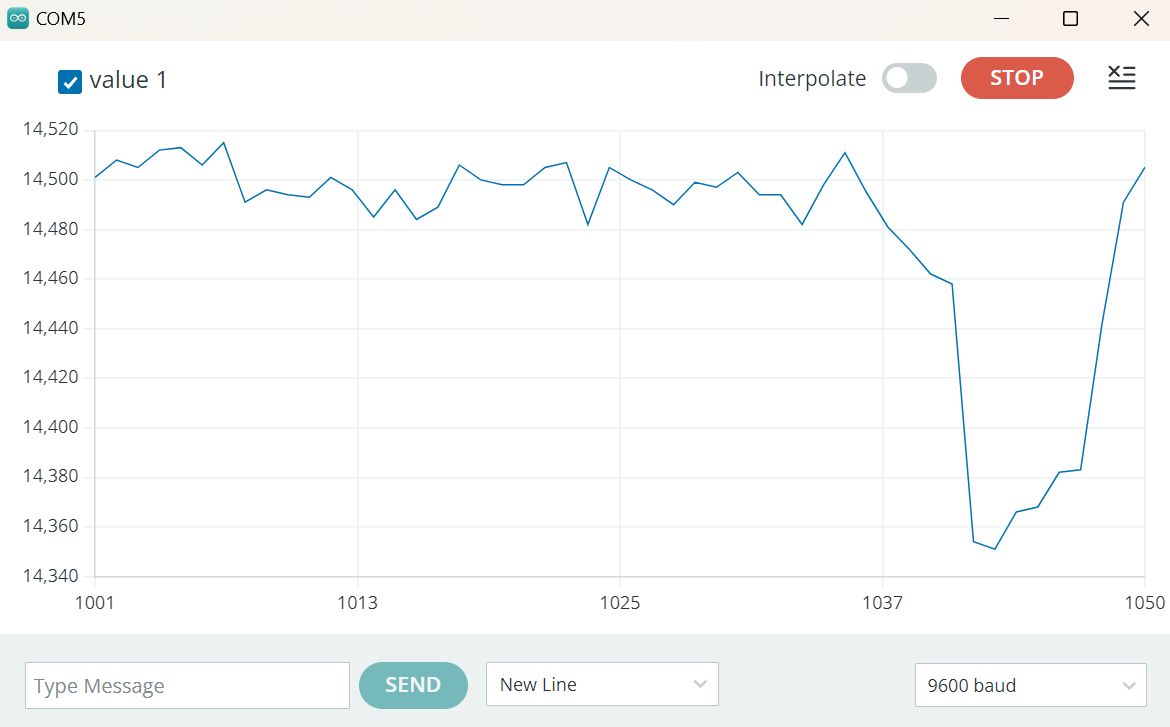 COM5
value 1
Interpolate
STOP
14,520
14,500
14,480
14,460
14,440
14,420
14,400
14,380
14,360
14,340
1001 1013 1025 1037 1050
Type Message
SEND
New Line
9600 baud